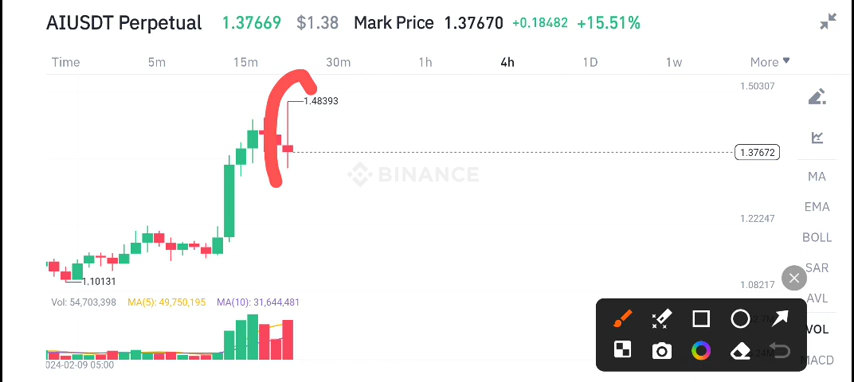 AIUSDT Perpetual 1.37669 $1.38 Mark Price 1.37670 +0.18482 +15.51%
Time 5m 15m 30m 1h 4h 1D 1w More
1.50307
1.48393
1.37672
BINANCE
MA
EMA
1.22247
BOLL
SAR
1.10131
1.08217
AVL
Vol: 54,703,398 MA(5): 49,750,195 MA(10): 31,644,481
VOL
MACD
024-02-09 05:00